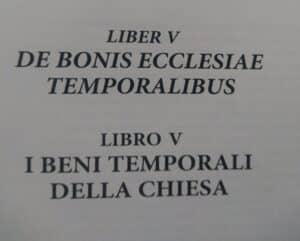 LIBER V
DE BONIS ECCLESIAE
TEMPORALIBUS
LIBRO V
I BENI TEMPORALI
DELLA CHIESA